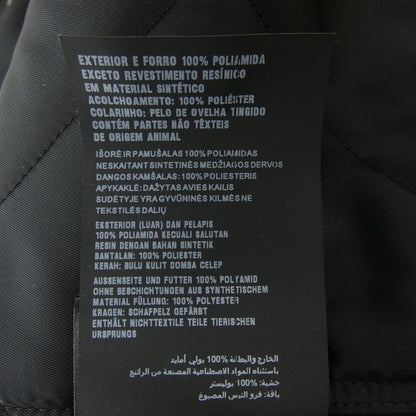 EXTERIOR E FORRO 100% POLIAMIDA
EXCETO REVESTIMENTO RESÍNICO
EM MATERIAL SINTÉTICO
ACOLCHOAMENTO: 100% POLIÉSTER
COLARINHO: PELO DE OVELHA TINGIDO
CONTÉM PARTES NÃO TÊXTEIS
DE ORIGEM ANIMAL
IŠORĖ IR PAMUŠALAS 100% POLIAMIDAS
NESKAITANT SINTETINĖS MEDŽIAGOS DERVOS
DANGOS KAMŠALAS: 100% POLIESTERIS
APYKAKLĖ: DAŽYTAS AVIES KAILIS
SUDĖTYJE YRA GYVŪNINĖS KILMĖS NE
TEKSTILĖS DALIŲ
EKSTERIOR (LUAR) DAN PELAPIS
100% POLIAMIDA KECUALI SALUTAN
RESIN DENGAN BAHAN SINTETIK
BANTALAN: 100% POLIESTER
KERAH: BULU KULIT DOMBA CELEP
AUSSENSEITE UND FUTTER 100% POLYAMID
OHNE BESCHICHTUNGEN AUS SYNTHETISCHEM
MATERIAL FÜLLUNG: 100% POLYESTER
KRAGEN: SCHAFPELZ GEFÄRBT
ENTHÄLT NICHTTEXTILE TEILE TIERISCHEN
URSPRUNGS
الخارج والبطانة 100% بولي أمايد
باستثناء المواد الاصطناعية المصنعة من الراتنج
حشية: 100% بوليستر
ياقة: فرو التيس المصبوغ